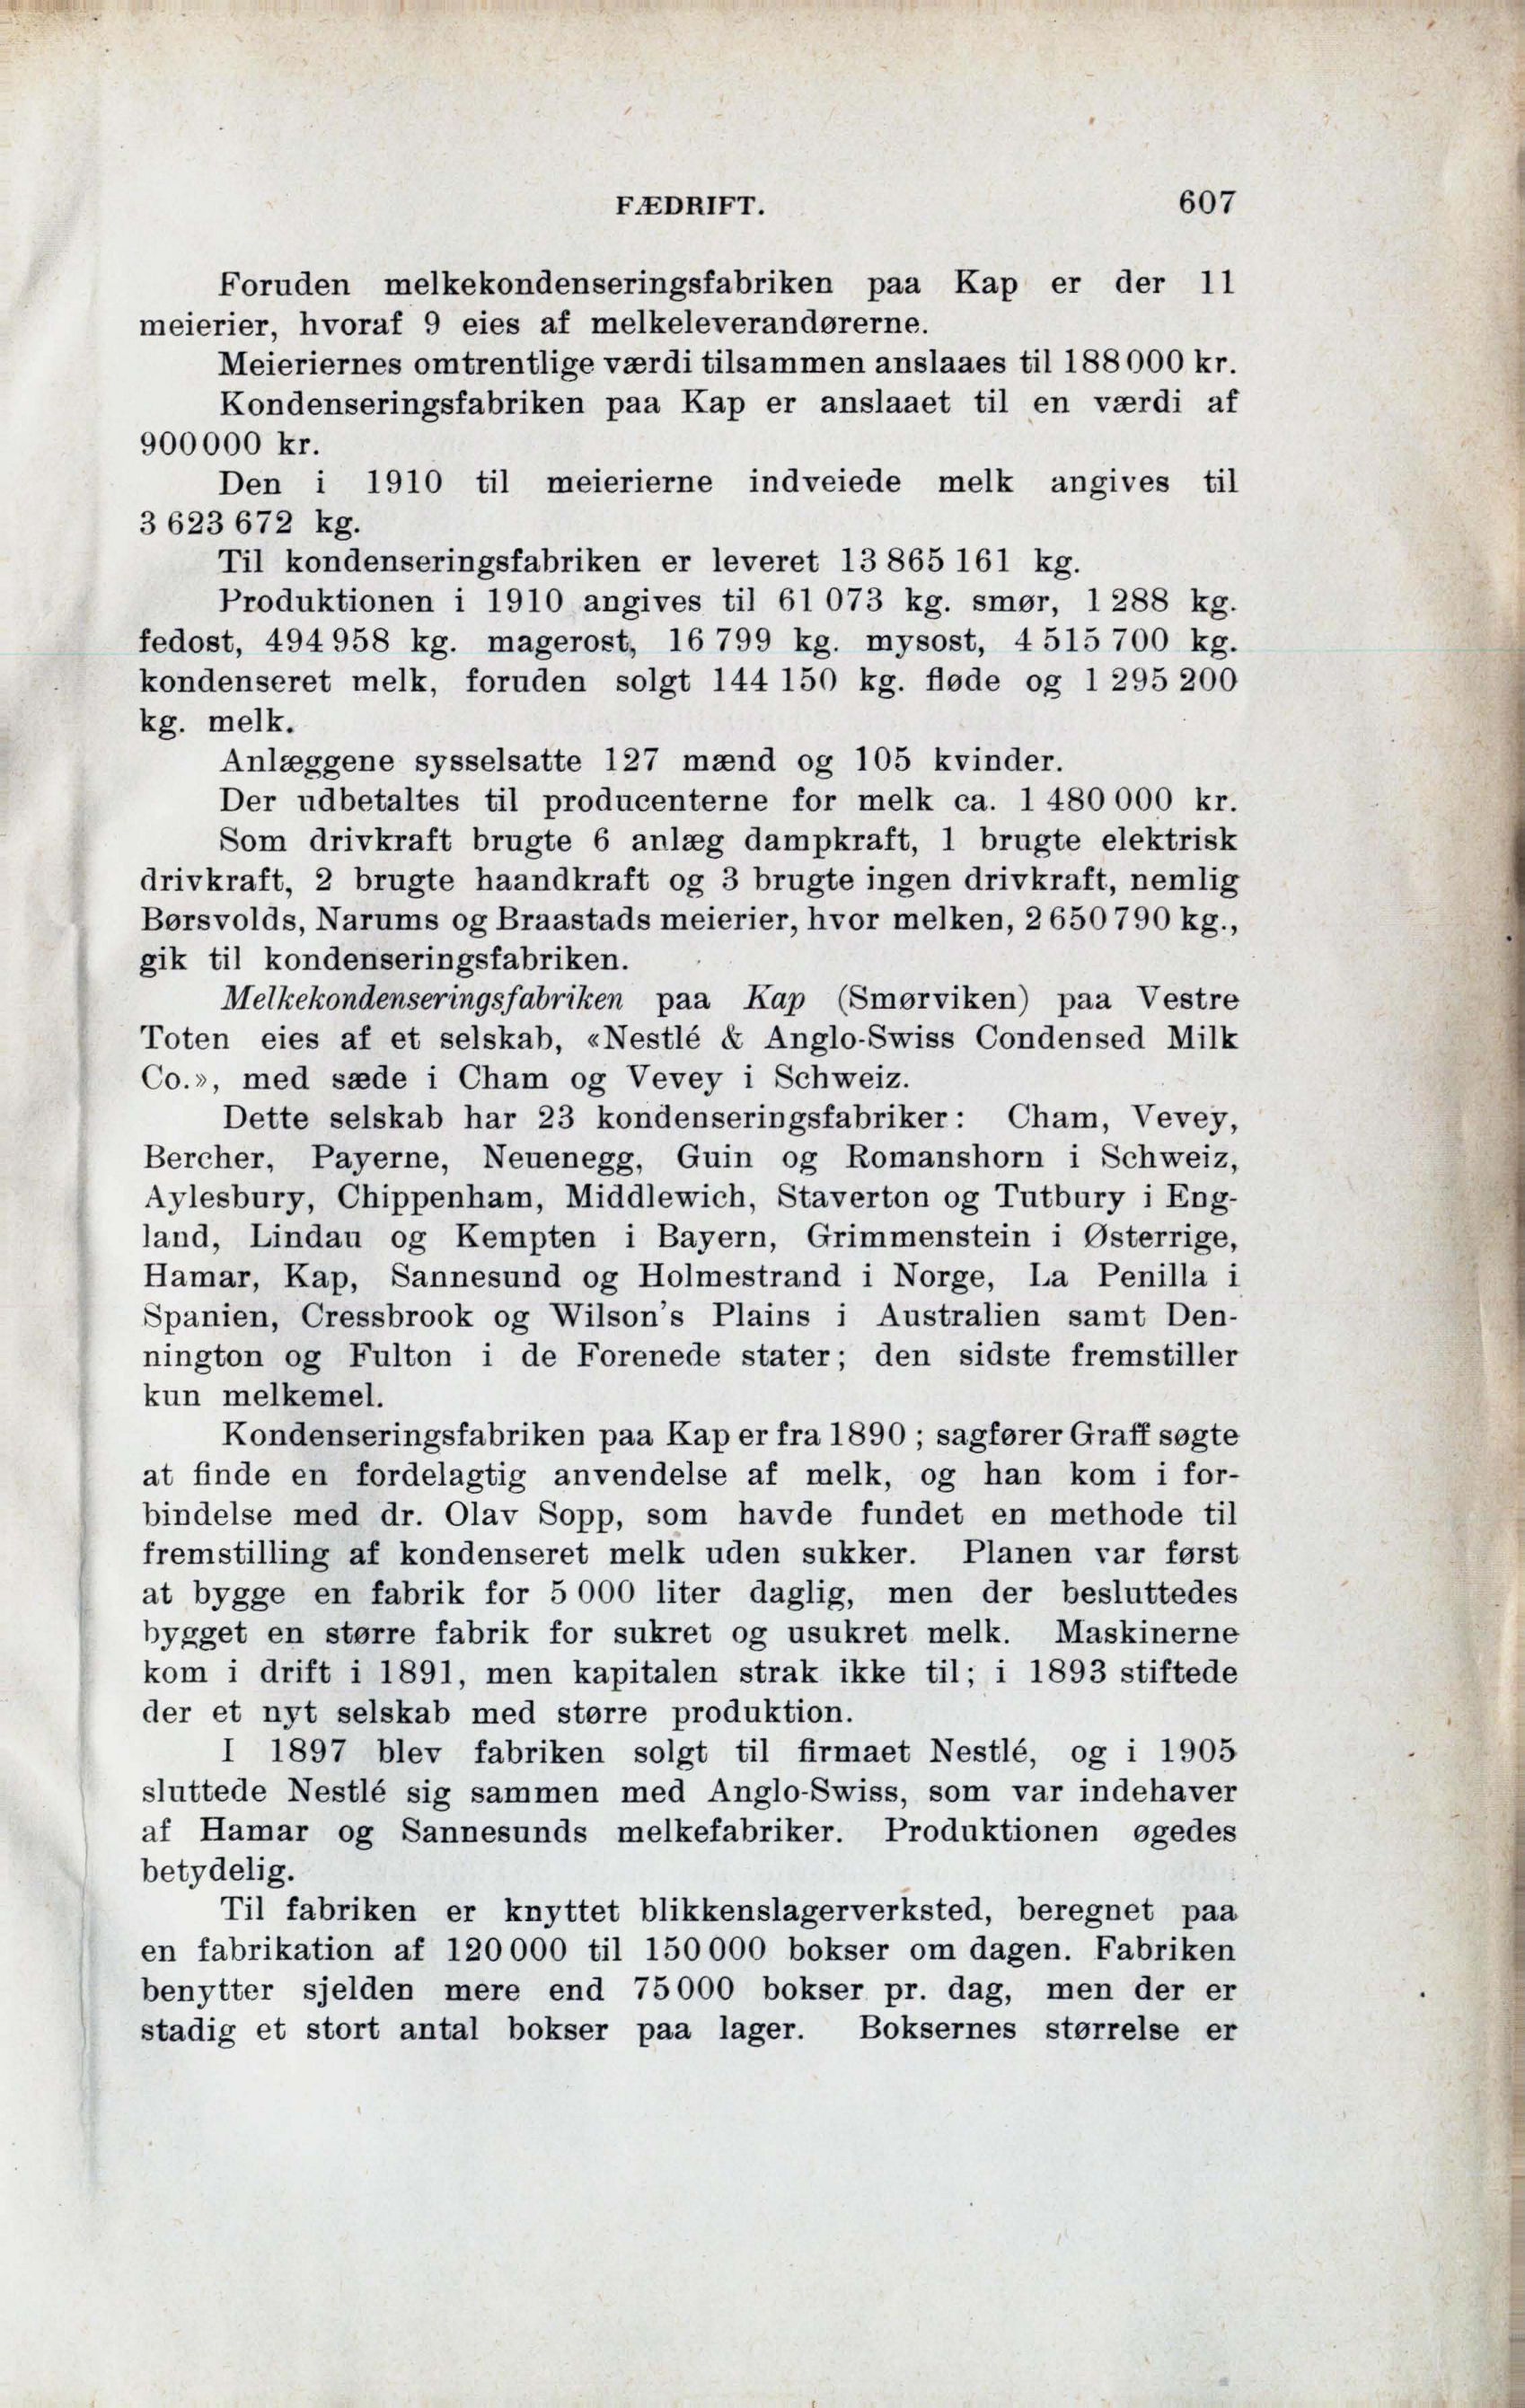 FÆDRIFT. 607
Foruden melkekondenseringsfabriken paa Kap er der 11
meierier, hvoraf 9 eies af melkeleverandørerne.
Meieriernes omtrentlige værdi tilsammen anslaaes til 188 000 kr.
Kondenseringsfabriken paa Kap er anslaaet til en værdi af
900 000 kr.
Den i 1910 til meierierne indveiede melk angives til
3 623 672 kg.
Til kondenseringsfabriken er leveret 13 865 161 kg.
Produktionen i 1910 angives til 61 073 kg. smør, 1 288 kg.
fedost, 494 958 kg. magerost, 16 799 kg. mysost, 4 515 700 kg.
kondenseret melk, foruden solgt 144 150 kg. fløde og 1 295 200
kg. melk.
Anlæggene sysselsatte 127 mænd og 105 kvinder.
Der udbetaltes til producenterne for melk ca. 1 480 000 kr.
Som drivkraft brugte 6 anlæg dampkraft, 1 brugte elektrisk
drivkraft, 2 brugte haandkraft og 3 brugte ingen drivkraft, nemlig
Børsvolds, Narums og Braastads meierier, hvor melken, 2 650 790 kg.,
gik til kondenseringsfabriken.
Melkekondenseringsfabriken paa Kap (Smørviken) paa Vestre
Toten eies af et selskab, «Nestlé & Anglo-Swiss Condensed Milk
Co.», med sæde i Cham og Vevey i Schweiz.
Dette selskab har 23 kondenseringsfabriker: Cham, Vevey,
Bercher, Payerne, Neuenegg, Guin og Romanshorn i Schweiz,
Aylesbury, Chippenham, Middlewich, Staverton og Tutbury i Eng-
land, Lindau og Kempten i Bayern, Grimmenstein i Østerrige,
Hamar, Kap, Sannesund og Holmestrand i Norge, La Penilla i
Spanien, Cressbrook og Wilson's Plains i Australien samt Den-
nington og Fulton i de Forenede stater; den sidste fremstiller
kun melkemel.
Kondenseringsfabriken paa Kap er fra 1890 ; sagfører Graff søgte
at finde en fordelagtig anvendelse af melk, og han kom i for-
bindelse med dr. Olav Sopp, som havde fundet en methode til
fremstilling af kondenseret melk uden sukker. Planen var først
at bygge en fabrik for 5 000 liter daglig, men der besluttedes
bygget en større fabrik for sukret og usukret melk. Maskinerne
kom i drift i 1891, men kapitalen strak ikke til; i 1893 stiftede
der et nyt selskab med større produktion.
I 1897 blev fabriken solgt til firmaet Nestlé, og i 1905
sluttede Nestlé sig sammen med Anglo-Swiss, som var indehaver
af Hamar og Sannesunds melkefabriker. Produktionen øgedes
betydelig.
Til fabriken er knyttet blikkenslagerverksted, beregnet paa
en fabrikation af 120 000 til 150 000 bokser om dagen. Fabriken
benytter sjelden mere end 75 000 bokser pr. dag, men der er
stadig et stort antal bokser paa lager. Boksernes størrelse er